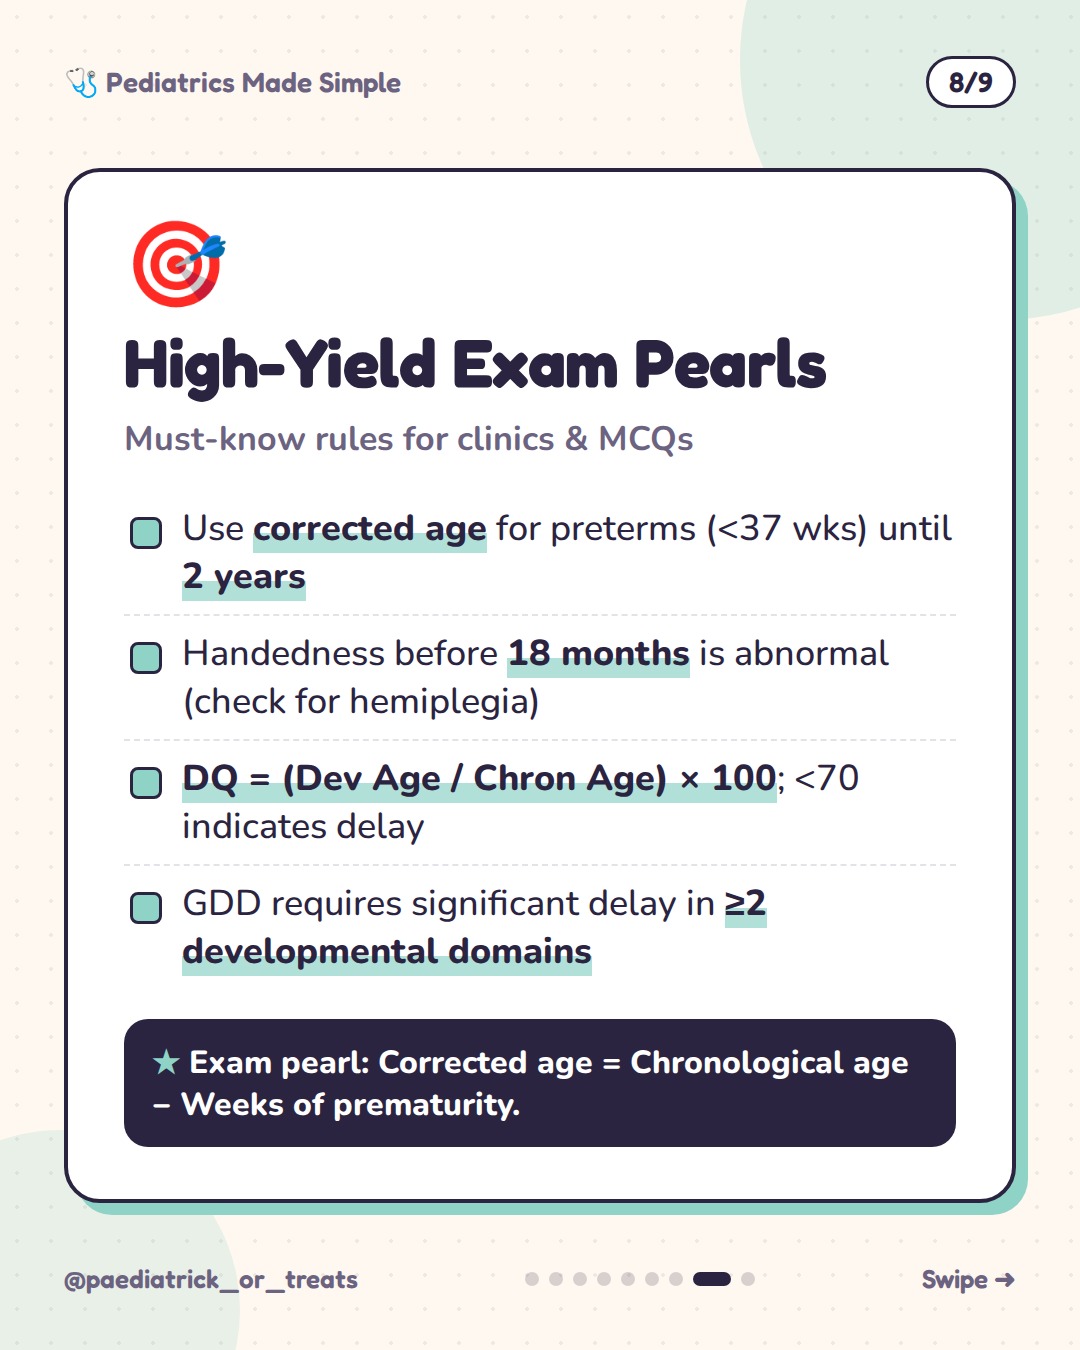 Pediatrics Made Simple
8/9
High-Yield Exam Pearls
Must-know rules for clinics & MCQs
Use corrected age for preterms (<37 wks) until
2 years
Handedness before 18 months is abnormal
(check for hemiplegia)
DQ = (Dev Age / Chron Age) × 100; <70
indicates delay
GDD requires significant delay in ≥2
developmental domains
★ Exam pearl: Corrected age = Chronological age
− Weeks of prematurity.
@paediatrick_or_treats
Swipe ➜